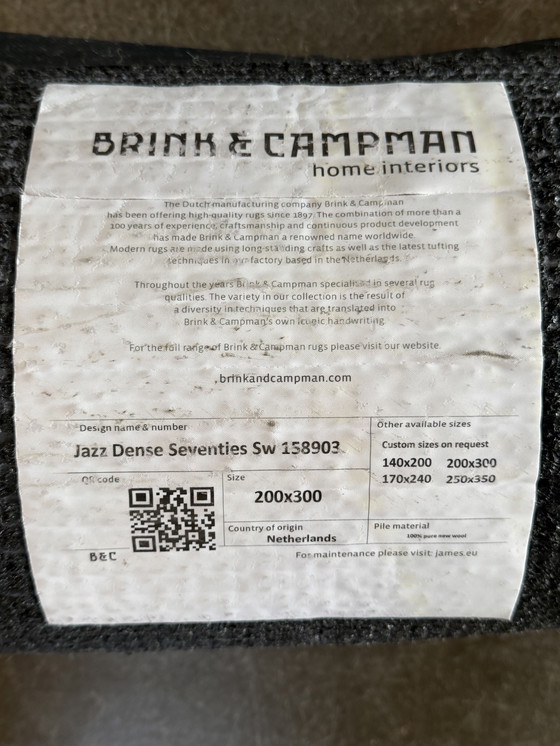 BRINK & CAMPMAN
home interiors
The Dutch manufacturing company Brink & Campman
has been offering high-quality rugs since 1897. The combination of more than a
100 years of experience, craftsmanship and continuous product development
has made Brink & Campman a renowned name worldwide.
Modern rugs are made using long-standing crafts as well as the latest tufting
techniques in our factory based in the Netherlands.
Throughout the years Brink & Campman specialised in several rug
qualities. The variety in our collection is the result of
a diversity in techniques that are translated into
Brink & Campman's own iconic handwriting.
For the full range of Brink & Campman rugs please visit our website.
.brinkandcampman.com
Design name & number
Jazz Dense Seventies Sw 158903
Other available sizes
Custom sizes on request
140x200 200x300
170x240 250x350
QR code
Size
200x300
Country of origin
Netherlands
Pile material
100% pure new wool
B&C
For maintenance please visit: james.eu